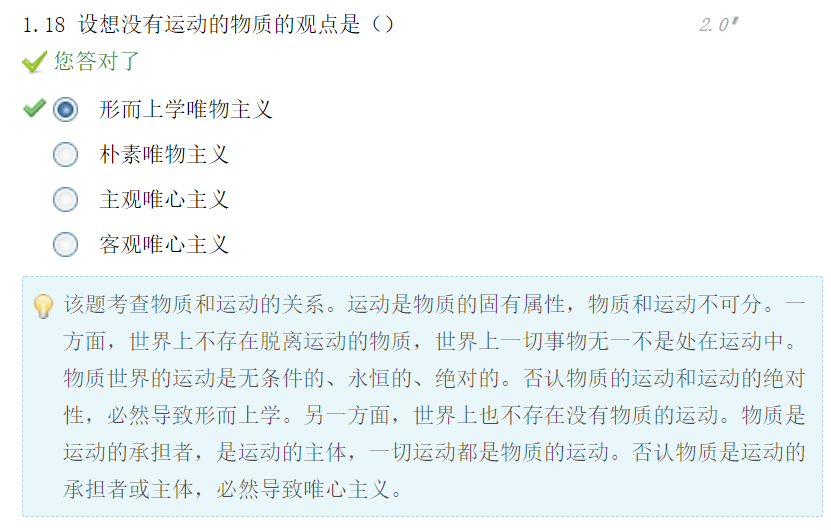 1.18 设想没有运动的物质的观点是（）
2.0
您答对了
形而上学唯物主义
朴素唯物主义
主观唯心主义
客观唯心主义
该题考查物质和运动的关系。运动是物质的固有属性，物质和运动不可分。一
方面，世界上不存在脱离运动的物质，世界上一切事物无一不是处在运动中。
物质世界的运动是无条件的、永恒的、绝对的。否认物质的运动和运动的绝对
性，必然导致形而上学。另一方面，世界上也不存在没有物质的运动。物质是
运动的承担者，是运动的主体，一切运动都是物质的运动。否认物质是运动的
承担者或主体，必然导致唯心主义。